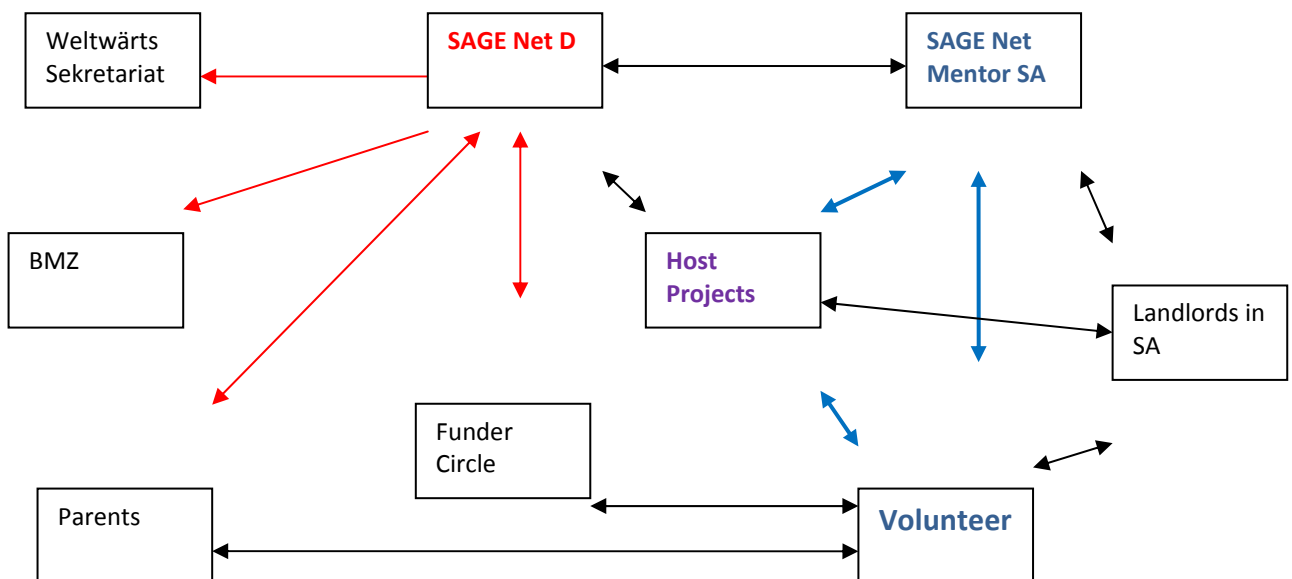 Weltwärts
Sekretariat
SAGE Net D
SAGE Net
Mentor SA
BMZ
Host
Projects
Landlords in
SA
Funder
Circle
Parents
Volunteer